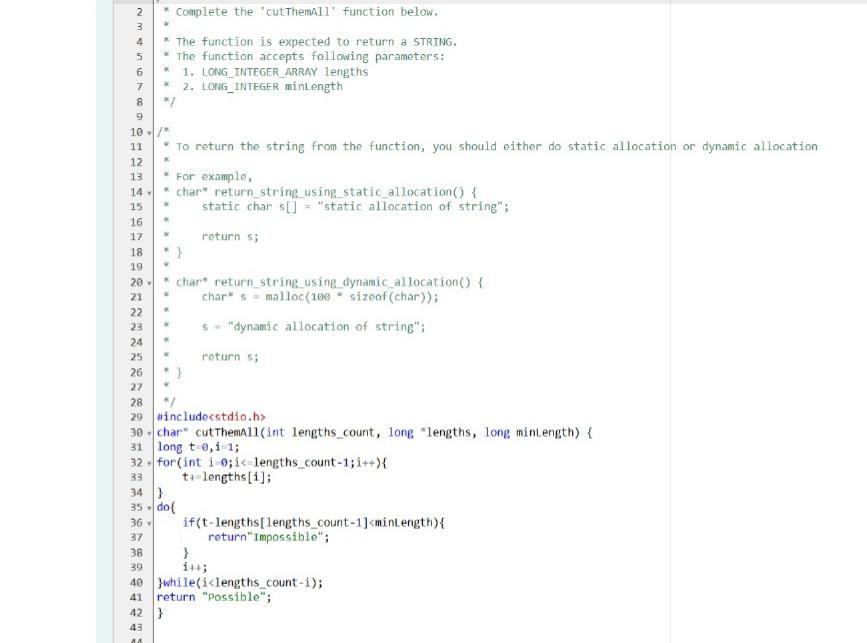 2 * Complete the 'cutThemAll' function below.
3 *
4 * The function is expected to return a STRING.
5 * The function accepts following parameters:
6 * 1. LONG_INTEGER_ARRAY lengths
7 * 2. LONG_INTEGER minLength
8 */
9
10 /*
11 * To return the string from the function, you should either do static allocation or dynamic allocation
12 *
13 * For example,
14 * char* return_string_using_static_allocation() {
15 * static char s[] = "static allocation of string";
16 *
17 * return s;
18 * }
19 *
20 * char* return_string_using_dynamic_allocation() {
21 * char* s = malloc(100 * sizeof(char));
22 *
23 * s = "dynamic allocation of string";
24 *
25 * return s;
26 * }
27 *
28 */
29 #include<stdio.h>
30 char* cutThemAll(int lengths_count, long *lengths, long minLength) {
31 long t=0,i=1;
32 for(int i=0;i<=lengths_count-1;i++){
33 t+=lengths[i];
34 }
35 do{
36 if(t-lengths[lengths_count-1]<minLength){
37 return"Impossible";
38 }
39 i++;
40 }while(i<lengths_count-i);
41 return "Possible";
42 }
43